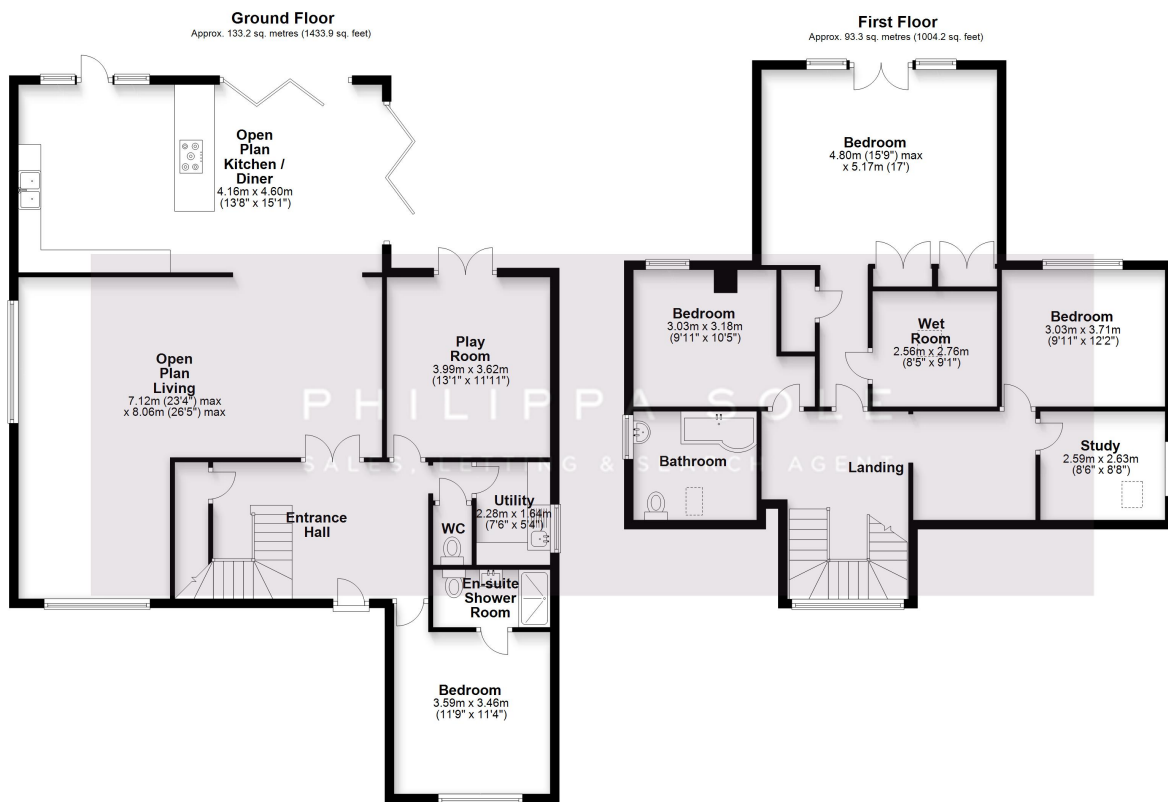 Ground Floor
Approx. 133.2 sq. metres (1433.9 sq. feet)
Open
Plan
Kitchen /
Diner
4.16m x 4.60m
(13'8" x 15'1")
Open
Plan
Living
7.12m (23'4") max
x 8.06m (26'5") max
Play
Room
3.99m x 3.62m
(13'1" x 11'11")
Entrance
Hall
WC
Utility
2.28m x 1.64m
(7'6" x 5'4")
En-suite
Shower
Room
Bedroom
3.59m x 3.46m
(11'9" x 11'4")
First Floor
Approx. 93.3 sq. metres (1004.2 sq. feet)
Bedroom
4.80m (15'9") max
x 5.17m (17')
Bedroom
3.03m x 3.18m
(9'11" x 10'5")
Wet
Room
2.56m x 2.76m
(8'5" x 9'1")
Bedroom
3.03m x 3.71m
(9'11" x 12'2")
Bathroom
Landing
Study
2.59m x 2.63m
(8'6" x 8'8")
PHILIPPA SOLE
SALES, LETTING & SEARCH AGENT